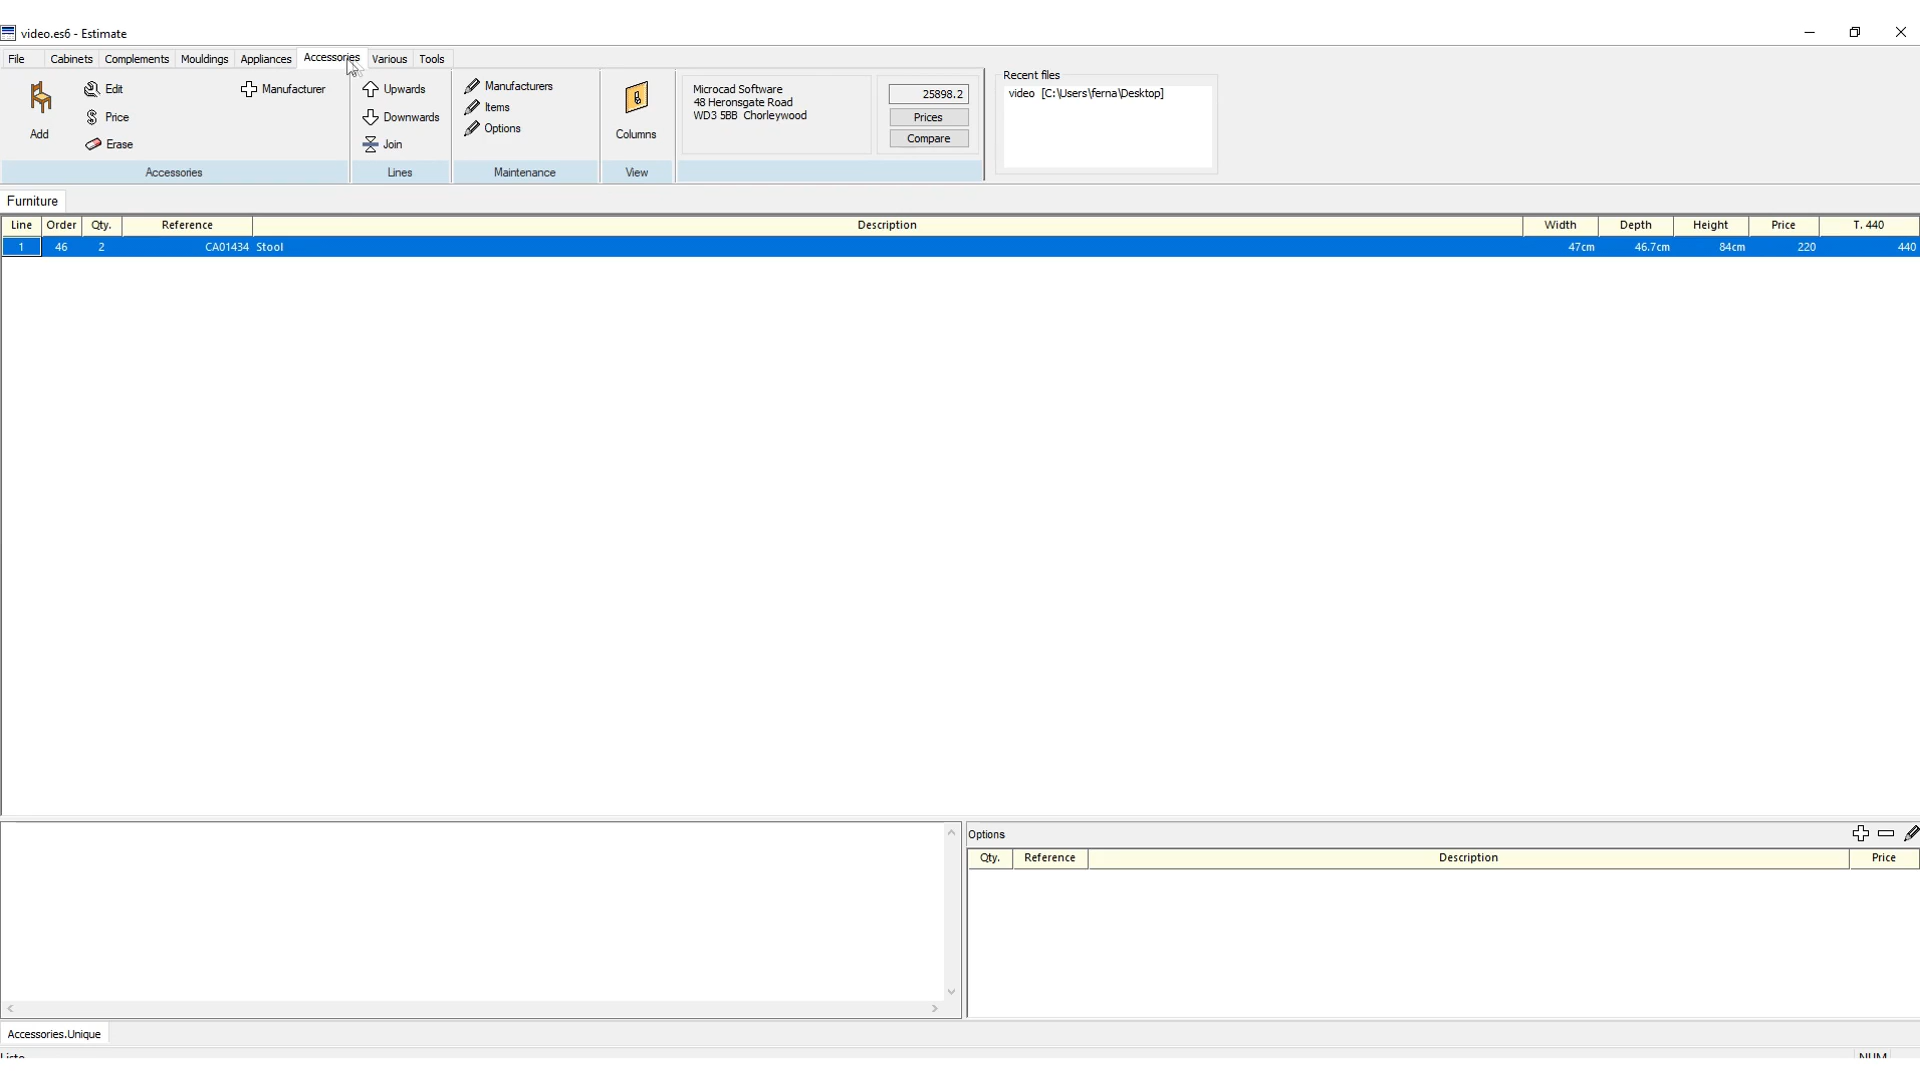 video.es6 - Estimate
File Cabinets Complements Mouldings Appliances Accessories Various Tools
Add Edit Price Erase Manufacturer
Accessories
Upwards Downwards Join
Lines
Manufacturers Items Options
Maintenance
Columns
View
Microcad Software
48 Heronsgate Road
WD3 5BB Chorleywood
25898.2
Prices
Compare
Recent files
video [C:\Users\ferna\Desktop]
Furniture
Line Order Qty. Reference Description Width Depth Height Price T. 440
1 46 2 CA01434 Stool 47cm 46.7cm 84cm 220 440
Options
Qty. Reference Description Price
Accessories.Unique
Listo
NUM